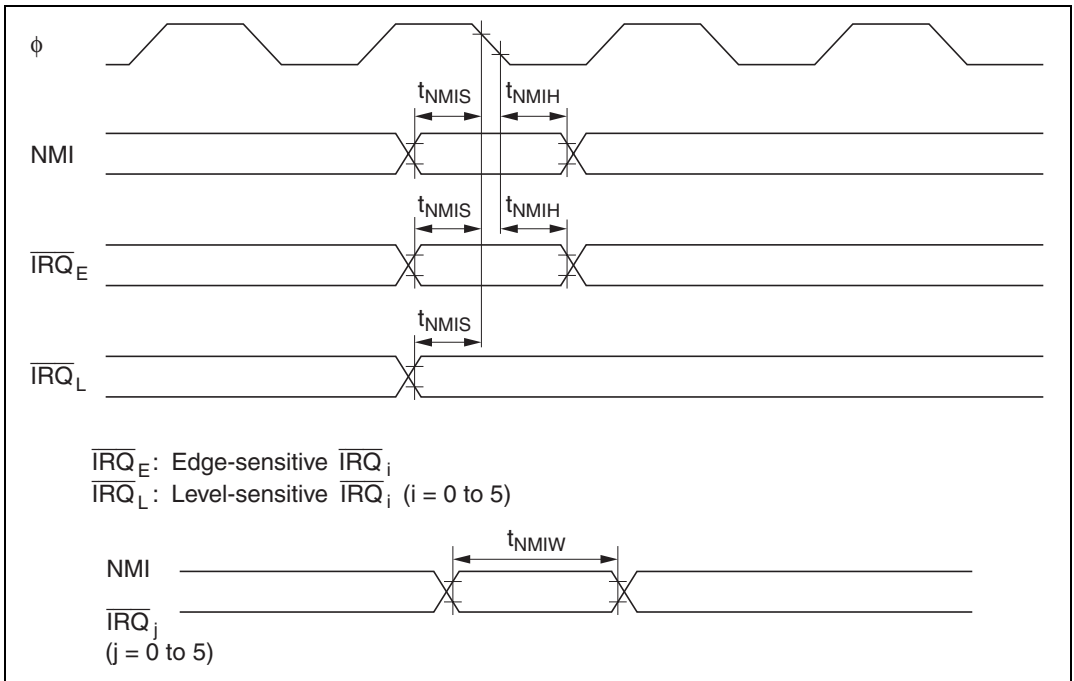 ϕ
tNMIS tNMIH
NMI
tNMIS tNMIH
IRQE
tNMIS
IRQL
IRQE: Edge-sensitive IRQi
IRQL: Level-sensitive IRQi (i = 0 to 5)
tNMIW
NMI
IRQj
(j = 0 to 5)